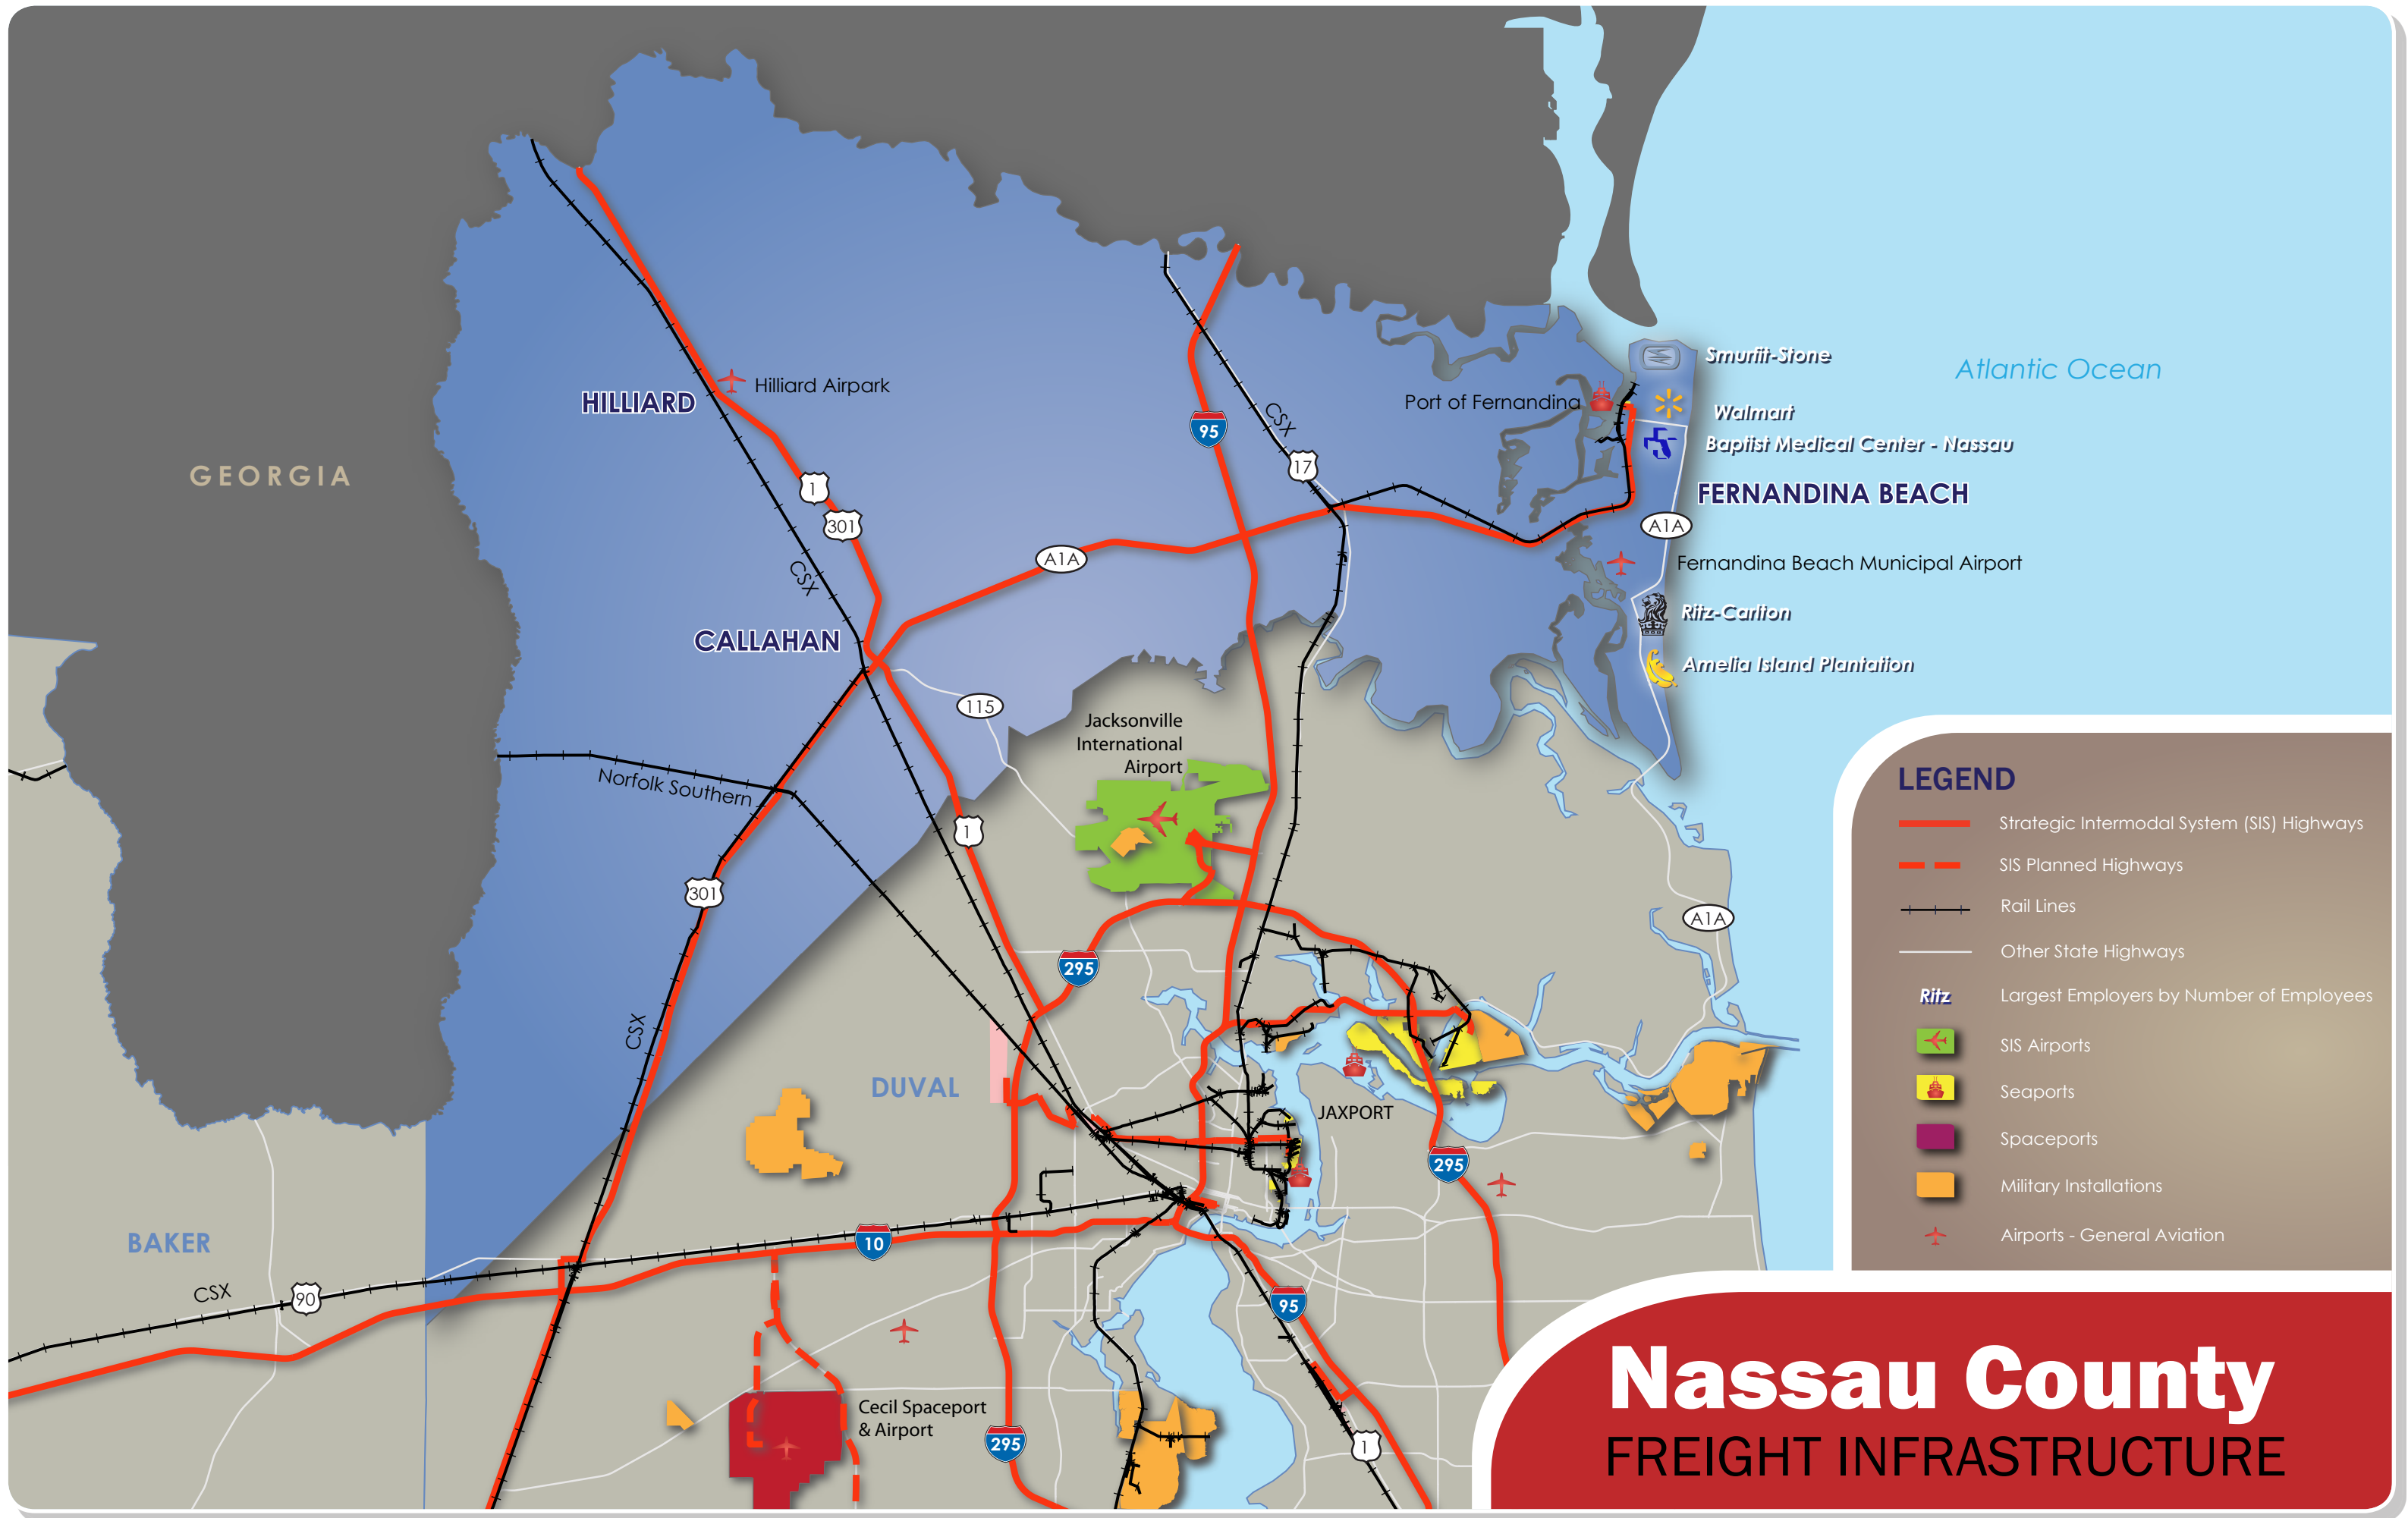 GEORGIA
HILLIARD
Hilliard Airpark
1
301
CSX
CALLAHAN
A1A
115
95
CSX
17
Port of Fernandina
Smurfit-Stone
Walmart
Baptist Medical Center - Nassau
FERNANDINA BEACH
A1A
Fernandina Beach Municipal Airport
Ritz-Carlton
Amelia Island Plantation
Atlantic Ocean
Norfolk Southern
301
CSX
1
Jacksonville
International
Airport
295
A1A
DUVAL
JAXPORT
295
BAKER
CSX
90
10
95
Cecil Spaceport
& Airport
295
1
LEGEND
Strategic Intermodal System (SIS) Highways
SIS Planned Highways
Rail Lines
Other State Highways
Ritz
Largest Employers by Number of Employees
SIS Airports
Seaports
Spaceports
Military Installations
Airports - General Aviation
Nassau County
FREIGHT INFRASTRUCTURE